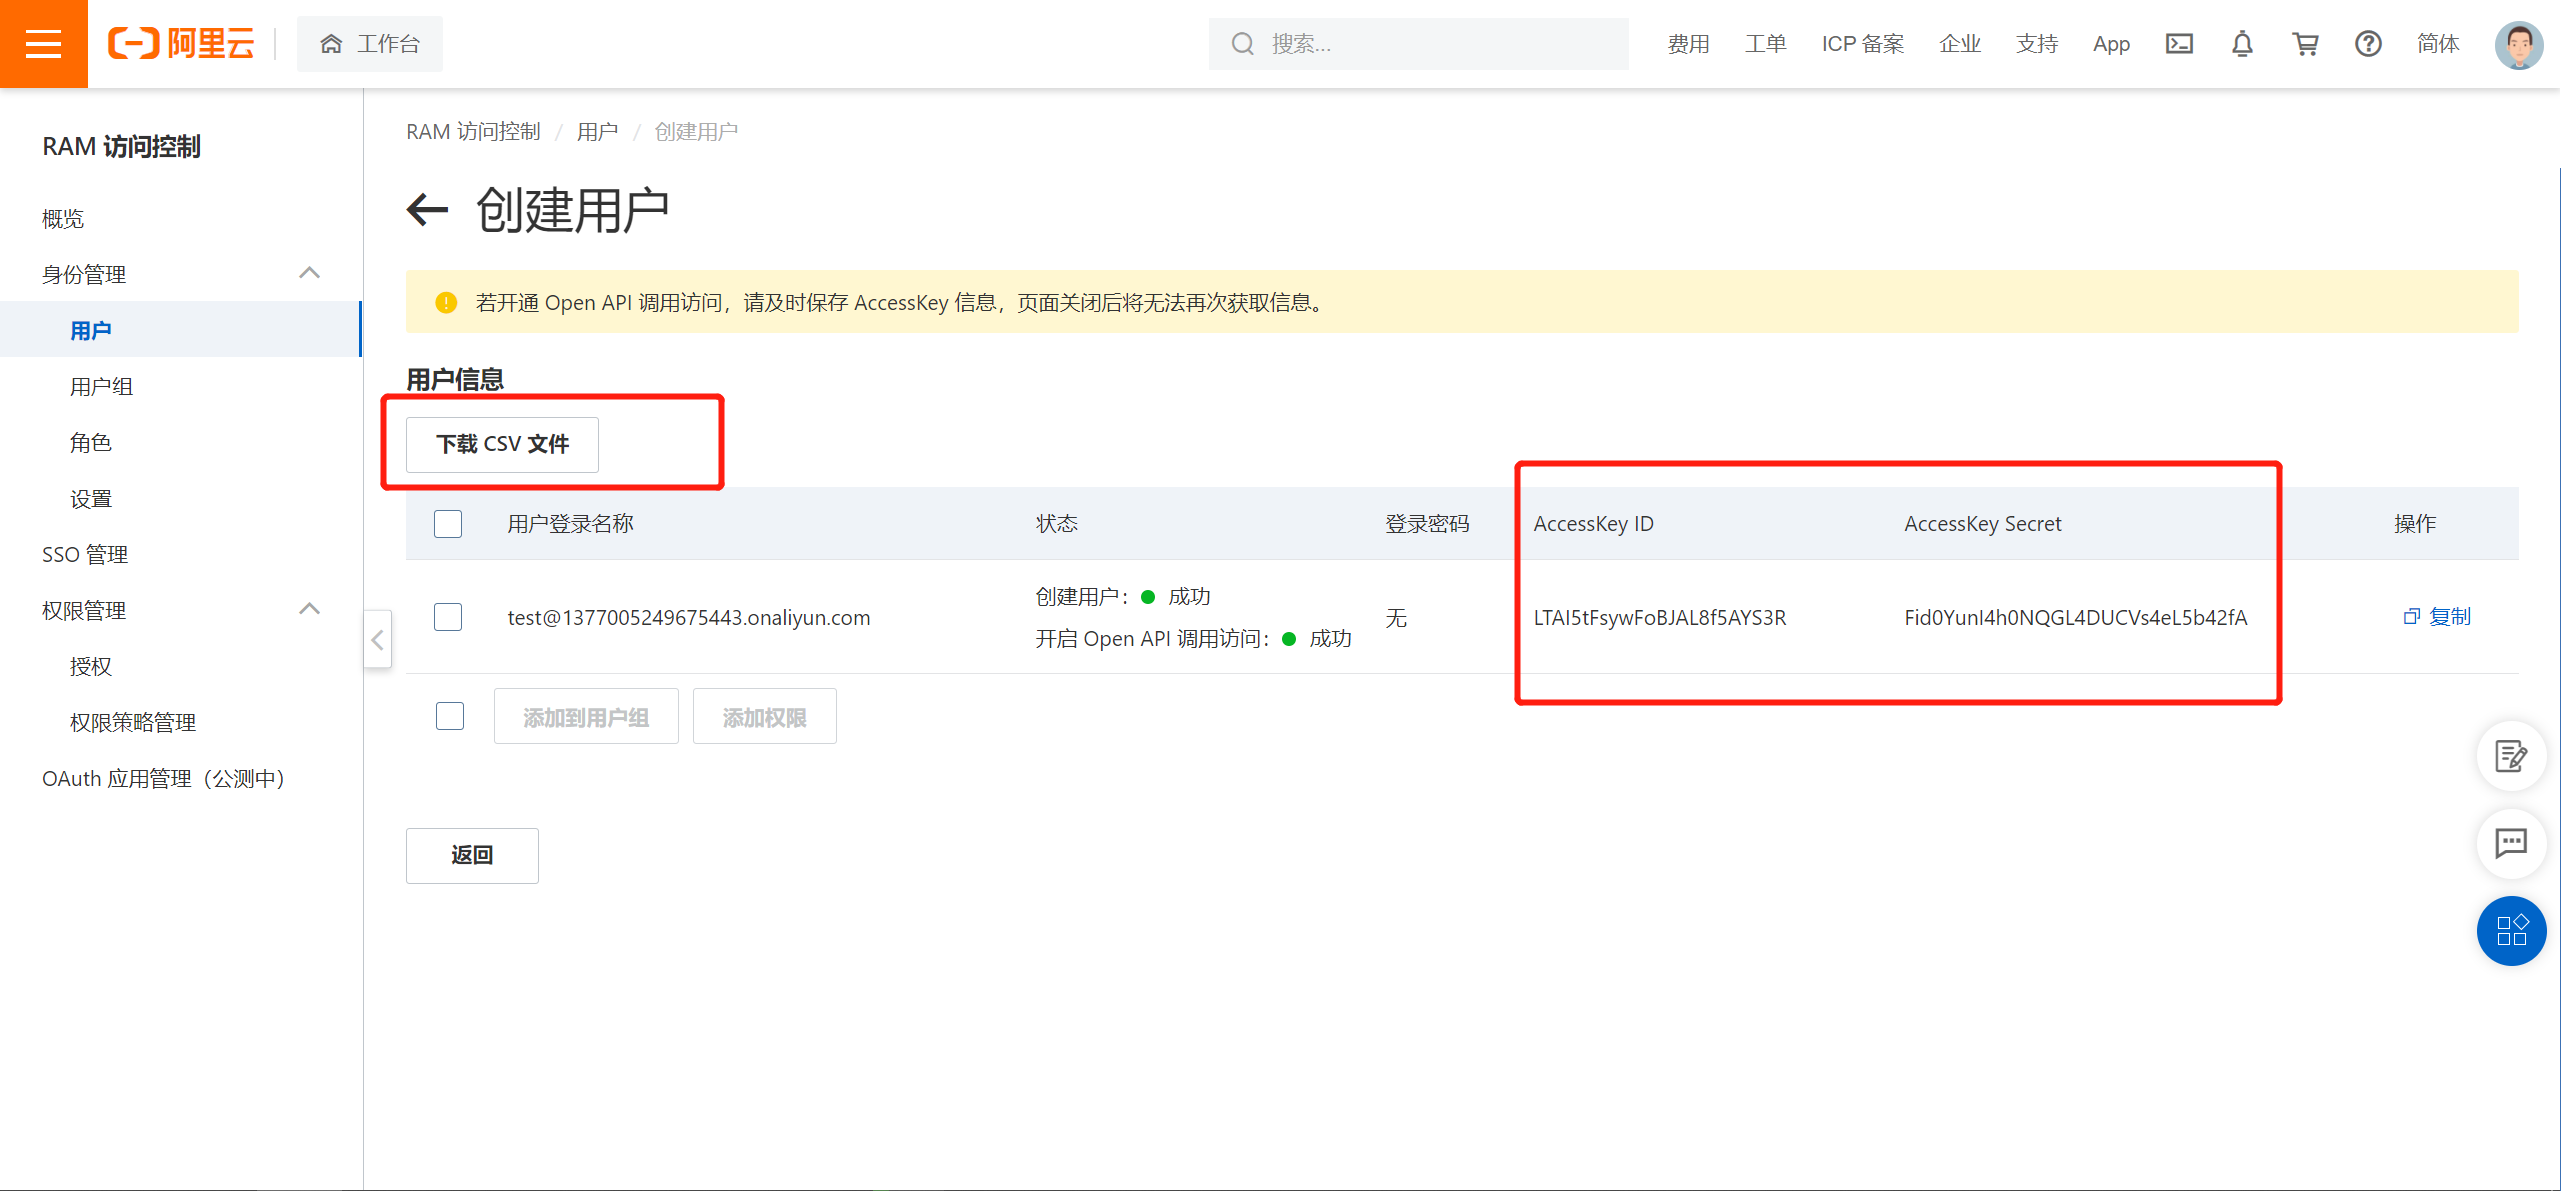 阿里云
工作台
搜索...
费用 工单 ICP 备案 企业 支持 App 简体
RAM 访问控制
概览
身份管理
用户
用户组
角色
设置
SSO 管理
权限管理
授权
权限策略管理
OAuth 应用管理（公测中）
RAM 访问控制 / 用户 / 创建用户
创建用户
若开通 Open API 调用访问，请及时保存 AccessKey 信息，页面关闭后将无法再次获取信息。
用户信息
下载 CSV 文件
用户登录名称 状态 登录密码 AccessKey ID AccessKey Secret 操作
test@1377005249675443.onaliyun.com
创建用户： 成功
开启 Open API 调用访问： 成功
无
LTAI5tFsywFoBJAL8f5AYS3R
Fid0YunI4h0NQGL4DUCVs4eL5b42fA
复制
添加到用户组 添加权限
返回